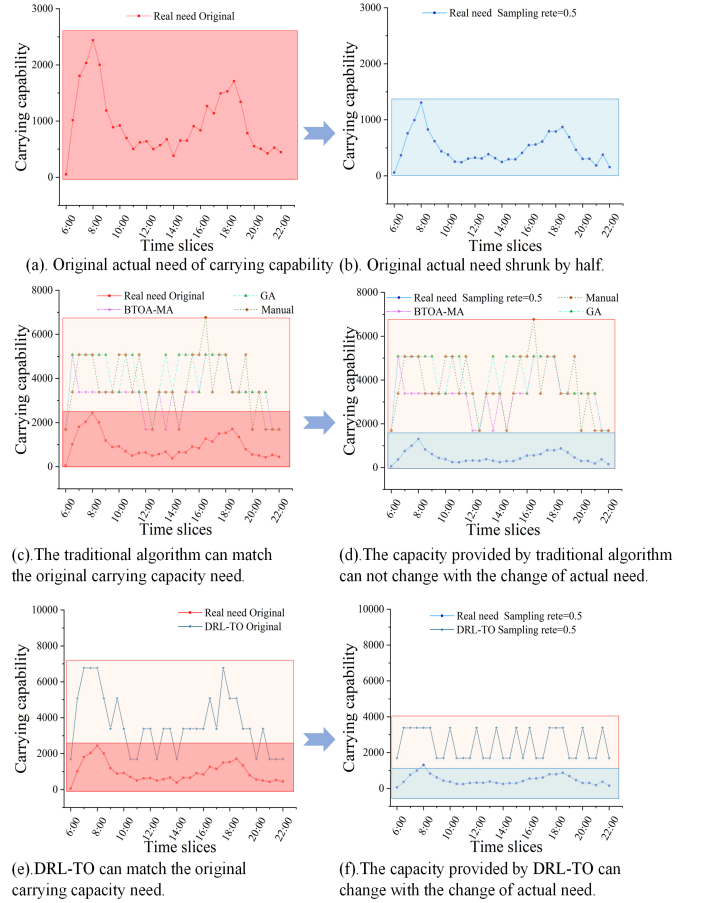 Real need Original
Carrying capability
3000
2000
1000
0
6:00
8:00
10:00
12:00
14:00
16:00
18:00
20:00
22:00
Time slices
(a). Original actual need of carrying capability
Real need Sampling rete=0.5
Carrying capability
3000
2500
2000
1500
1000
500
0
6:00
8:00
10:00
12:00
14:00
16:00
18:00
20:00
22:00
Time slices
(b). Original actual need shrunk by half.
Real need Original
GA
BTOA-MA
Manual
Carrying capability
8000
6000
4000
2000
0
6:00
8:00
10:00
12:00
14:00
16:00
18:00
20:00
22:00
Time slices
(c).The traditional algorithm can match
the original carrying capacity need.
Real need Sampling rete=0.5
Manual
BTOA-MA
GA
Carrying capability
8000
6000
4000
2000
0
6:00
8:00
10:00
12:00
14:00
16:00
18:00
20:00
22:00
Time slices
(d).The capacity provided by traditional algorithm
can not change with the change of actual need.
Real need Original
DRL-TO Original
Carrying capability
10000
8000
6000
4000
2000
0
6:00
8:00
10:00
12:00
14:00
16:00
18:00
20:00
22:00
Time slices
(e).DRL-TO can match the original
carrying capacity need.
Real need Sampling rete=0.5
DRL-TO Sampling rete=0.5
Carrying capability
10000
8000
6000
4000
2000
0
6:00
8:00
10:00
12:00
14:00
16:00
18:00
20:00
22:00
Time slices
(f).The capacity provided by DRL-TO can
change with the change of actual need.